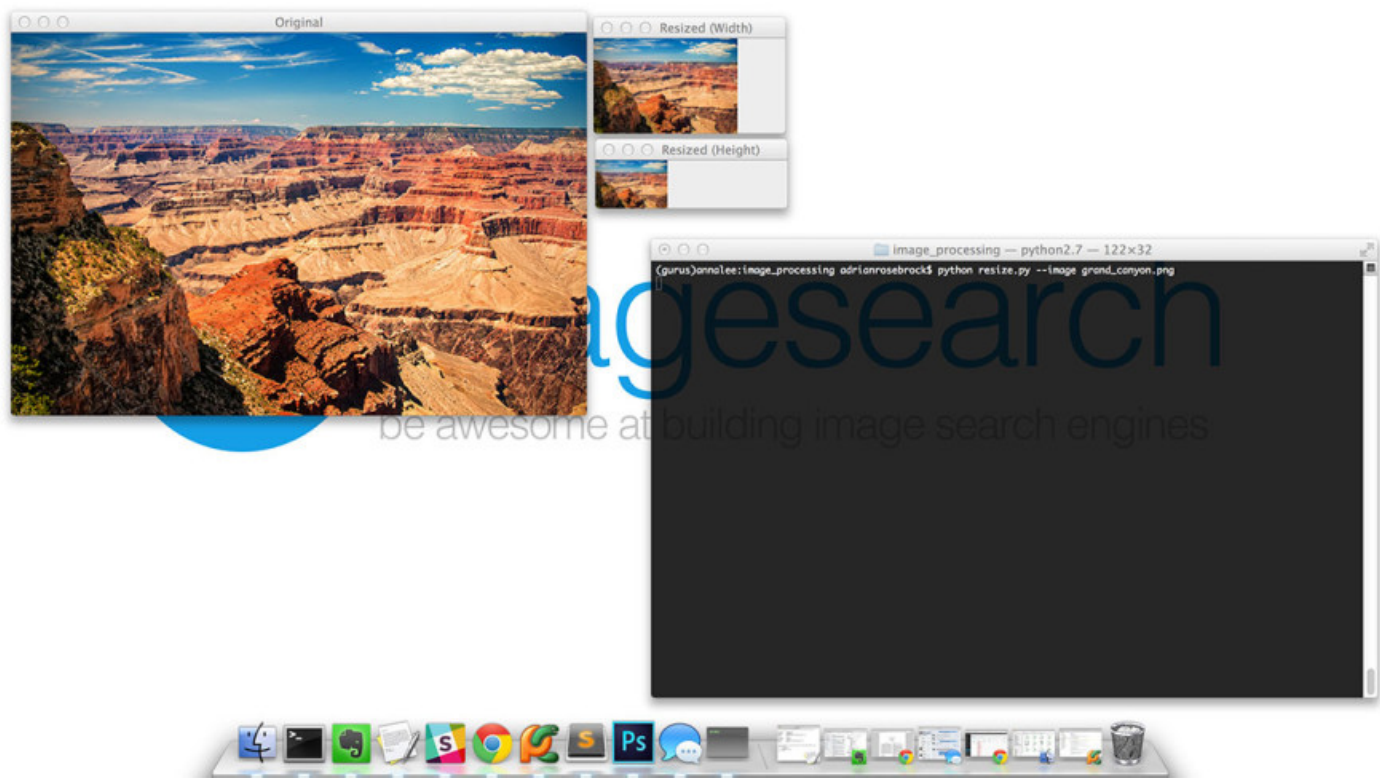 Original
Resized (Width)
Resized (Height)
image_processing — python2.7 — 122×32
(gurus)annalee:image_processing adrianrosebrock$ python resize.py --image grand_canyon.png
agesearch
be awesome at building image search engines
S
S
Ps